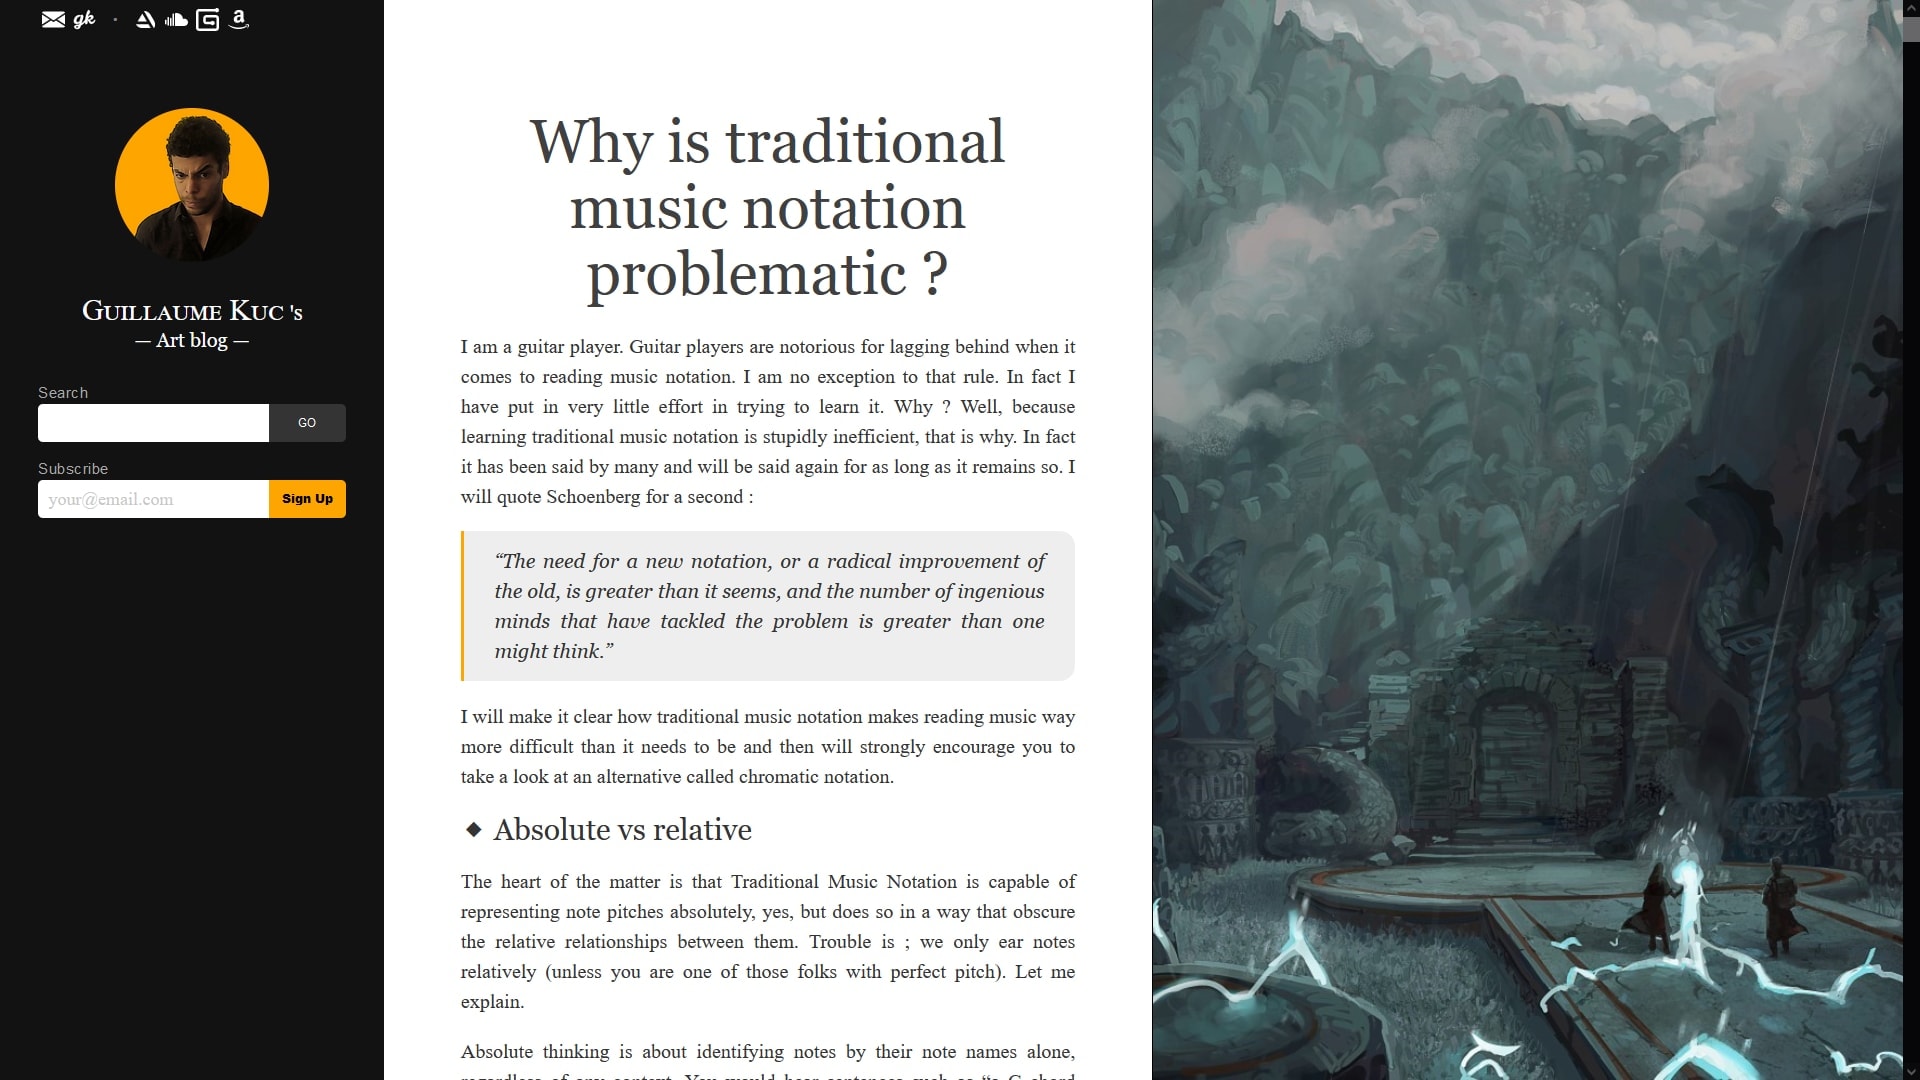 gk
Guillaume Kuc 's
— Art blog —
Search
GO
Subscribe
your@email.com
Sign Up
Why is traditional
music notation
problematic ?
I am a guitar player. Guitar players are notorious for lagging behind when it
comes to reading music notation. I am no exception to that rule. In fact I
have put in very little effort in trying to learn it. Why ? Well, because
learning traditional music notation is stupidly inefficient, that is why. In fact
it has been said by many and will be said again for as long as it remains so. I
will quote Schoenberg for a second :
“The need for a new notation, or a radical improvement of
the old, is greater than it seems, and the number of ingenious
minds that have tackled the problem is greater than one
might think.”
I will make it clear how traditional music notation makes reading music way
more difficult than it needs to be and then will strongly encourage you to
take a look at an alternative called chromatic notation.
◆ Absolute vs relative
The heart of the matter is that Traditional Music Notation is capable of
representing note pitches absolutely, yes, but does so in a way that obscure
the relative relationships between them. Trouble is ; we only ear notes
relatively (unless you are one of those folks with perfect pitch). Let me
explain.
Absolute thinking is about identifying notes by their note names alone,
regardless of any context. You would hear sentences such as “a C chord